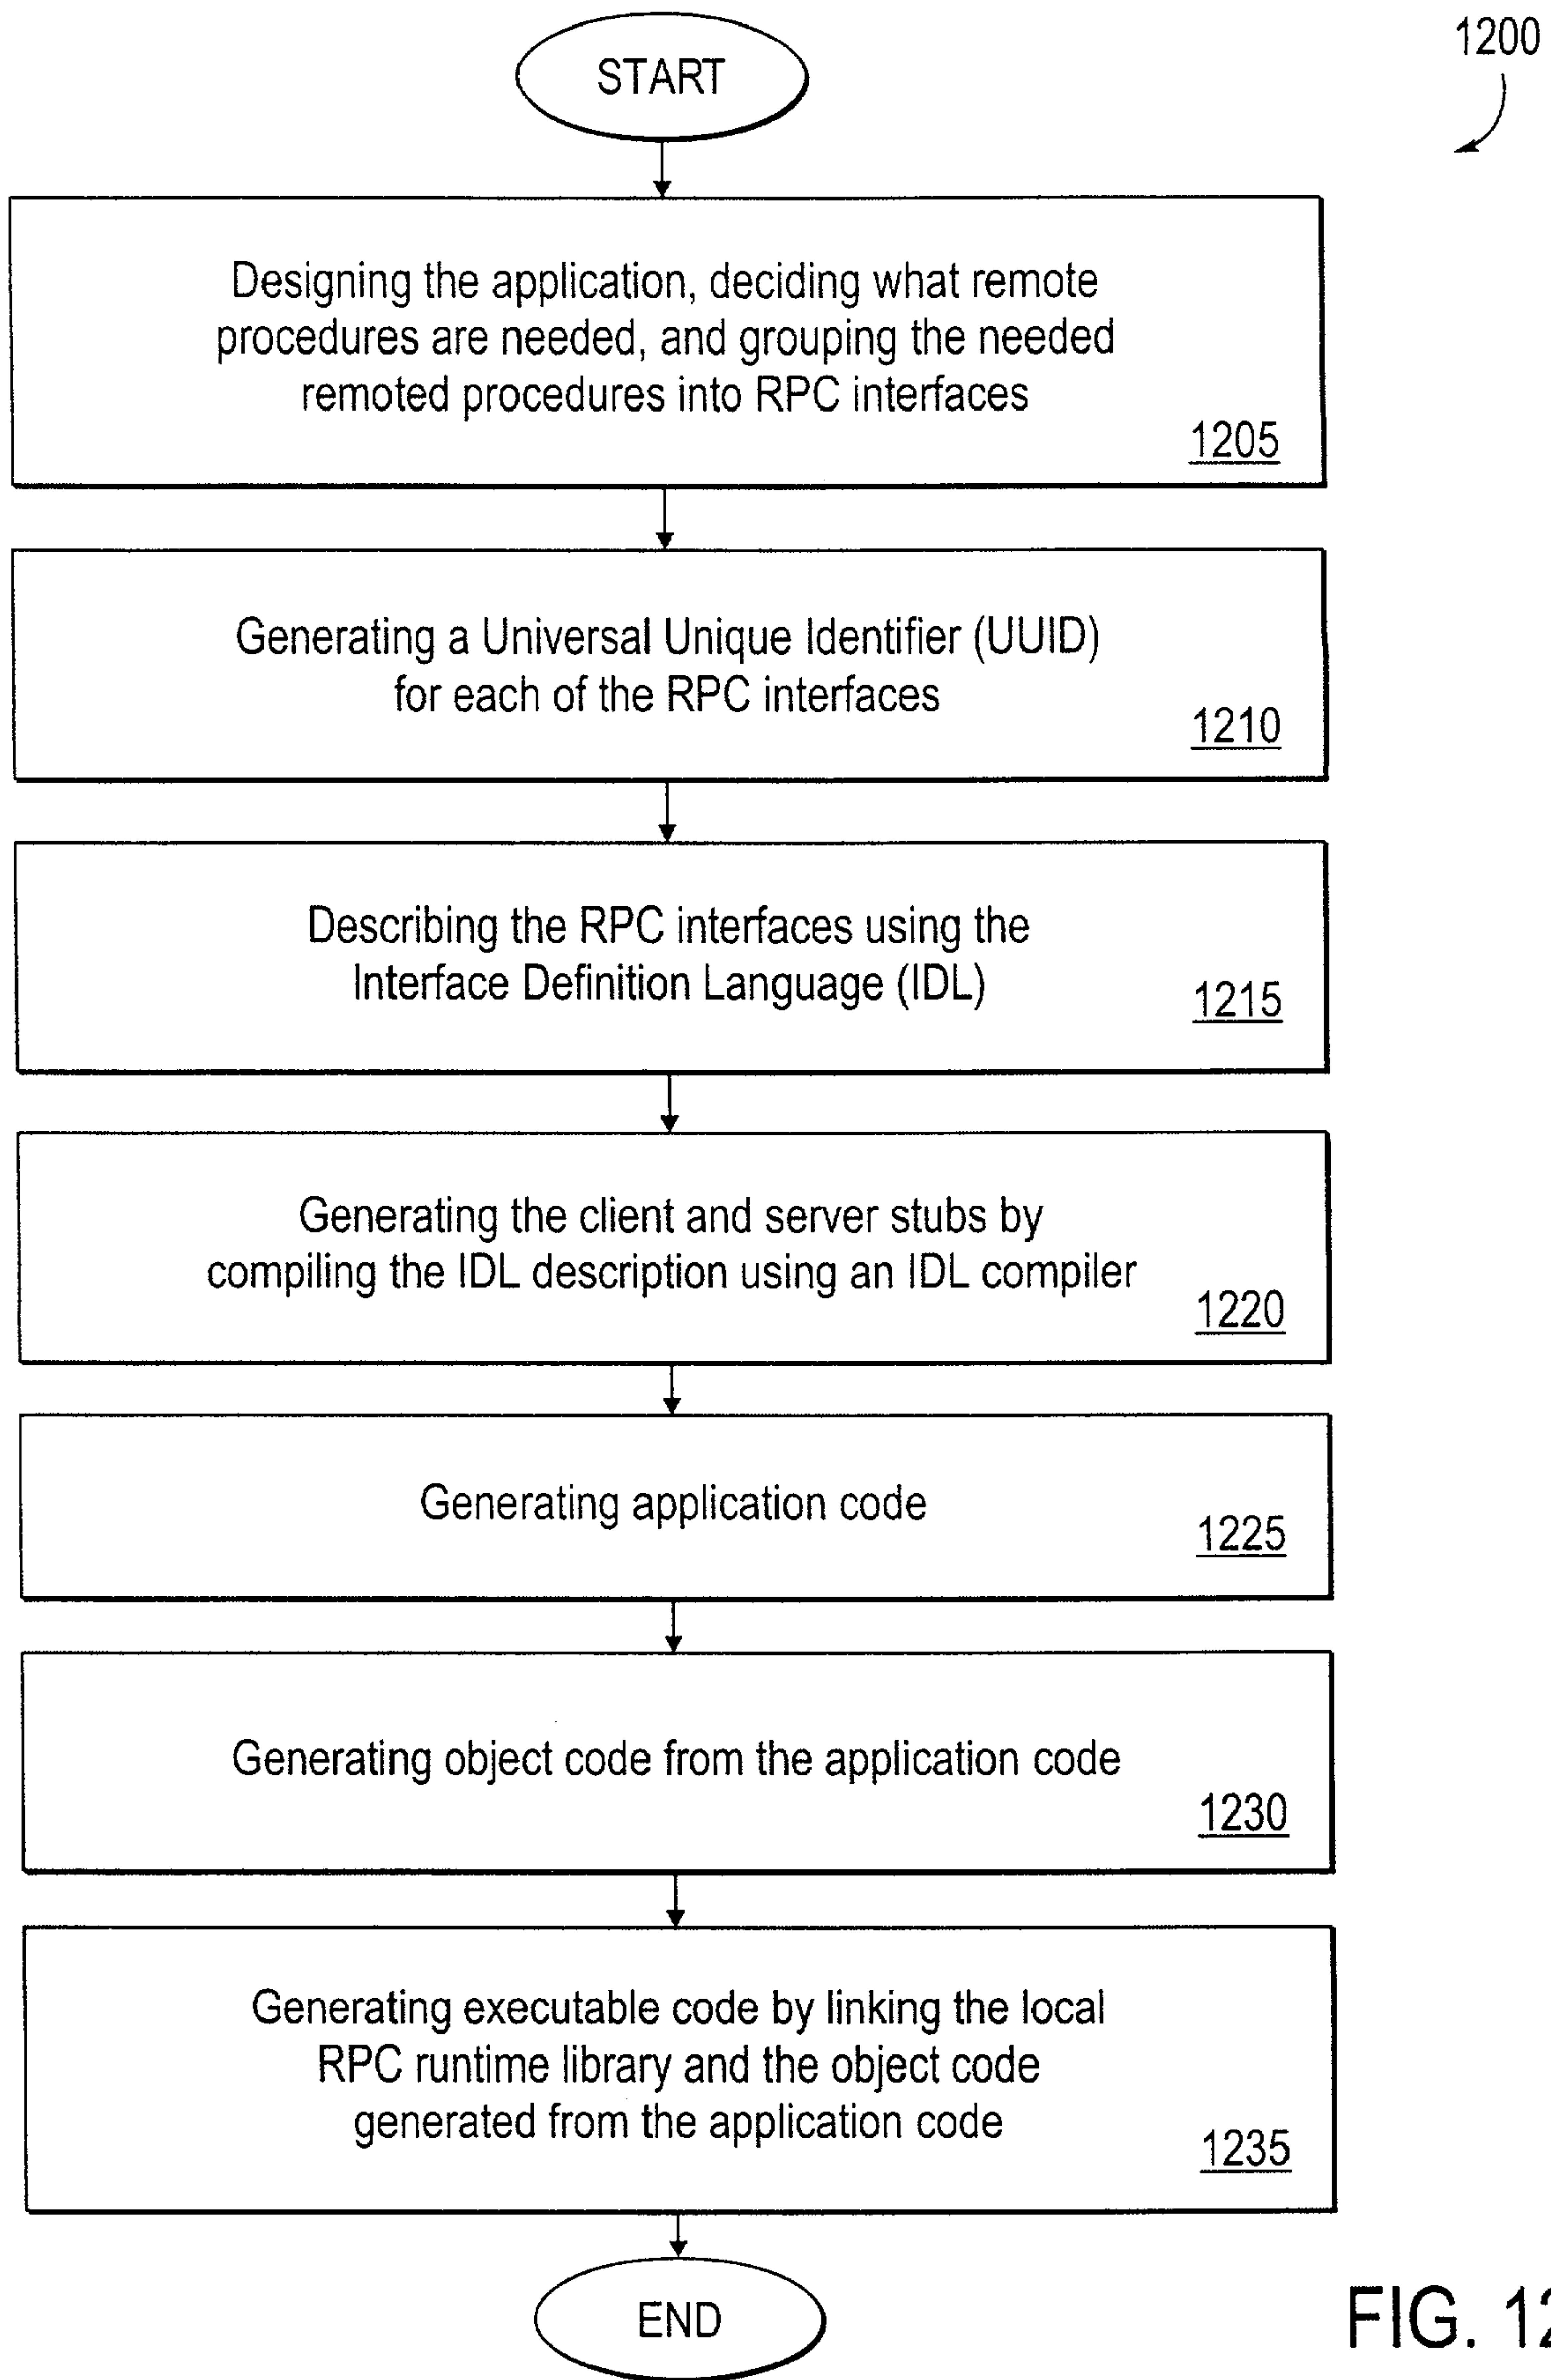 START
1200
Designing the application, deciding what remote
procedures are needed, and grouping the needed
remoted procedures into RPC interfaces
1205
Generating a Universal Unique Identifier (UUID)
for each of the RPC interfaces
1210
Describing the RPC interfaces using the
Interface Definition Language (IDL)
1215
Generating the client and server stubs by
compiling the IDL description using an IDL compiler
1220
Generating application code
1225
Generating object code from the application code
1230
Generating executable code by linking the local
RPC runtime library and the object code
generated from the application code
1235
END
FIG. 12